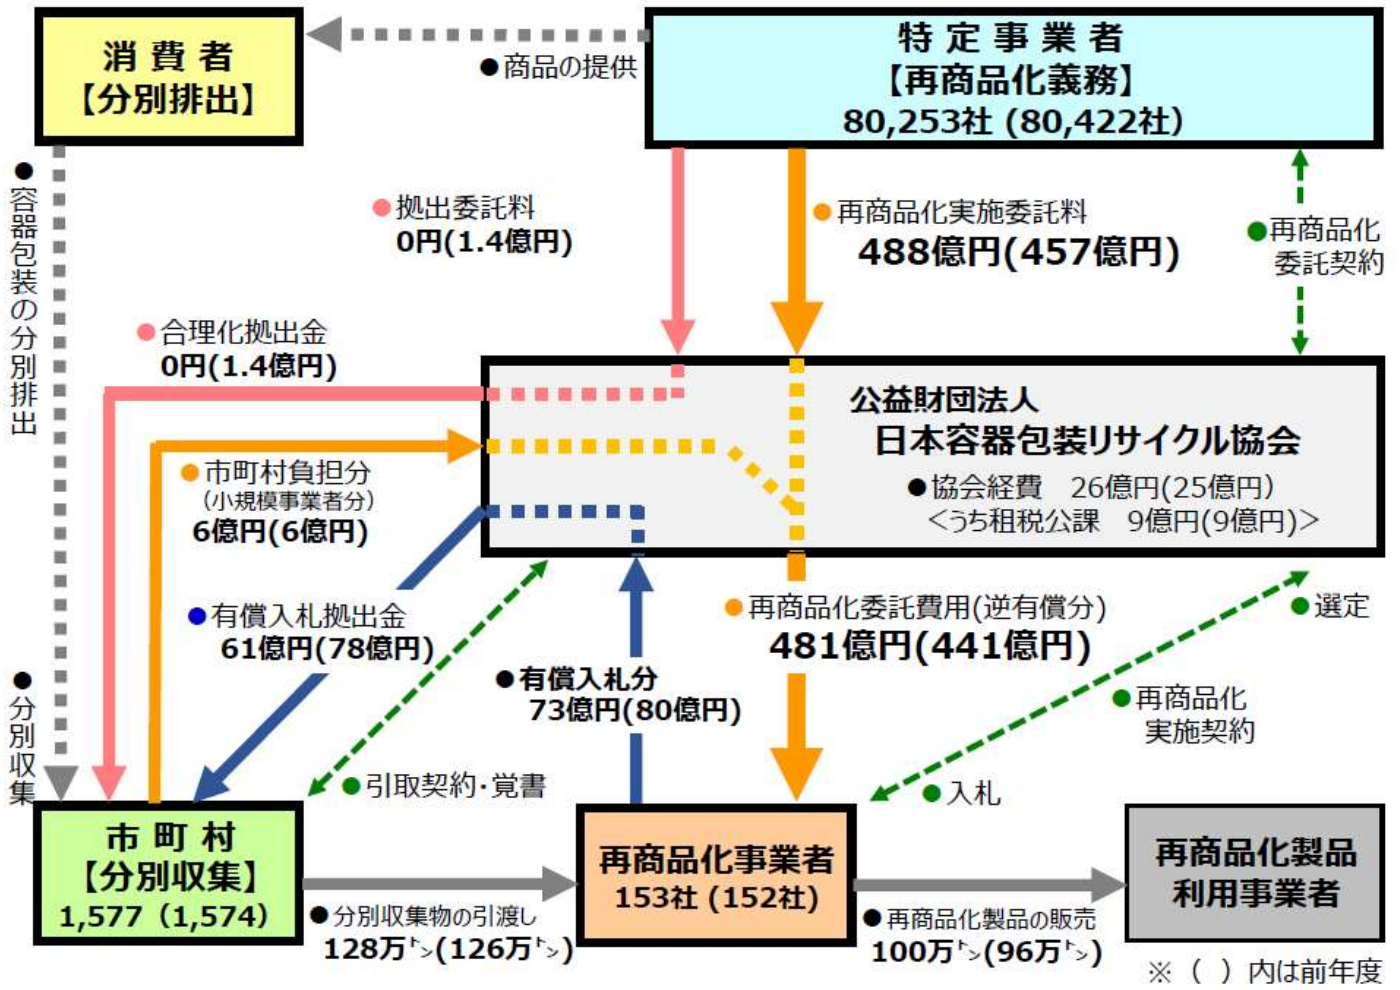 消 費 者
【分別排出】
●商品の提供
特 定 事 業 者
【再商品化義務】
80,253社 (80,422社)
●容器包装の分別排出
●拠出委託料
0円(1.4億円)
●再商品化実施委託料
488億円(457億円)
●再商品化
委託契約
●合理化拠出金
0円(1.4億円)
公益財団法人
日本容器包装リサイクル協会
●協会経費　26億円(25億円)
＜うち租税公課　9億円(9億円)＞
●市町村負担分
（小規模事業者分）
6億円(6億円)
●有償入札拠出金
61億円(78億円)
●再商品化委託費用(逆有償分)
481億円(441億円)
●選定
●有償入札分
73億円(80億円)
●再商品化
実施契約
●分別収集
●引取契約・覚書
●入札
市 町 村
【分別収集】
1,577（1,574）
●分別収集物の引渡し
128万トン(126万トン)
再商品化事業者
153社 (152社)
●再商品化製品の販売
100万トン(96万トン)
再商品化製品
利用事業者
※（ ）内は前年度